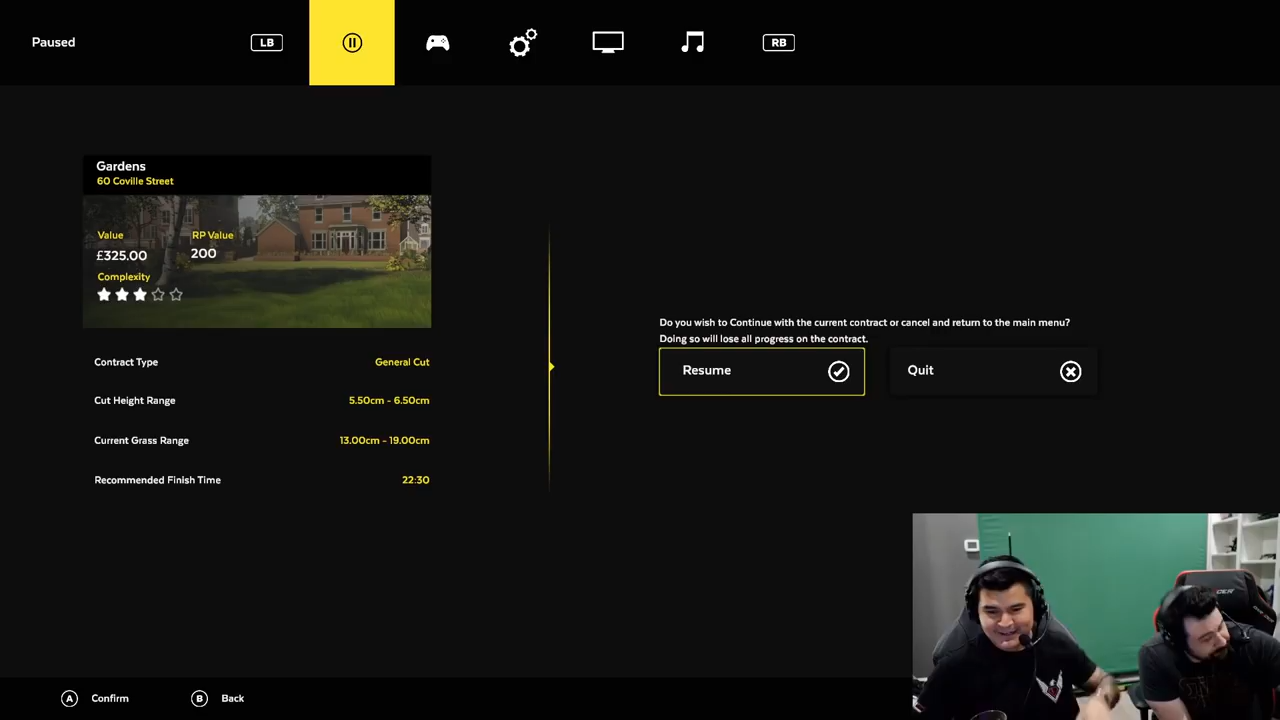 Paused
LB
RB
Gardens
60 Coville Street
Value
RP Value
£325.00
200
Complexity
Contract Type
General Cut
Cut Height Range
5.50cm - 6.50cm
Current Grass Range
13.00cm - 19.00cm
Recommended Finish Time
22:30
Do you wish to Continue with the current contract or cancel and return to the main menu?
Doing so will lose all progress on the contract.
Resume
Quit
A Confirm
B Back